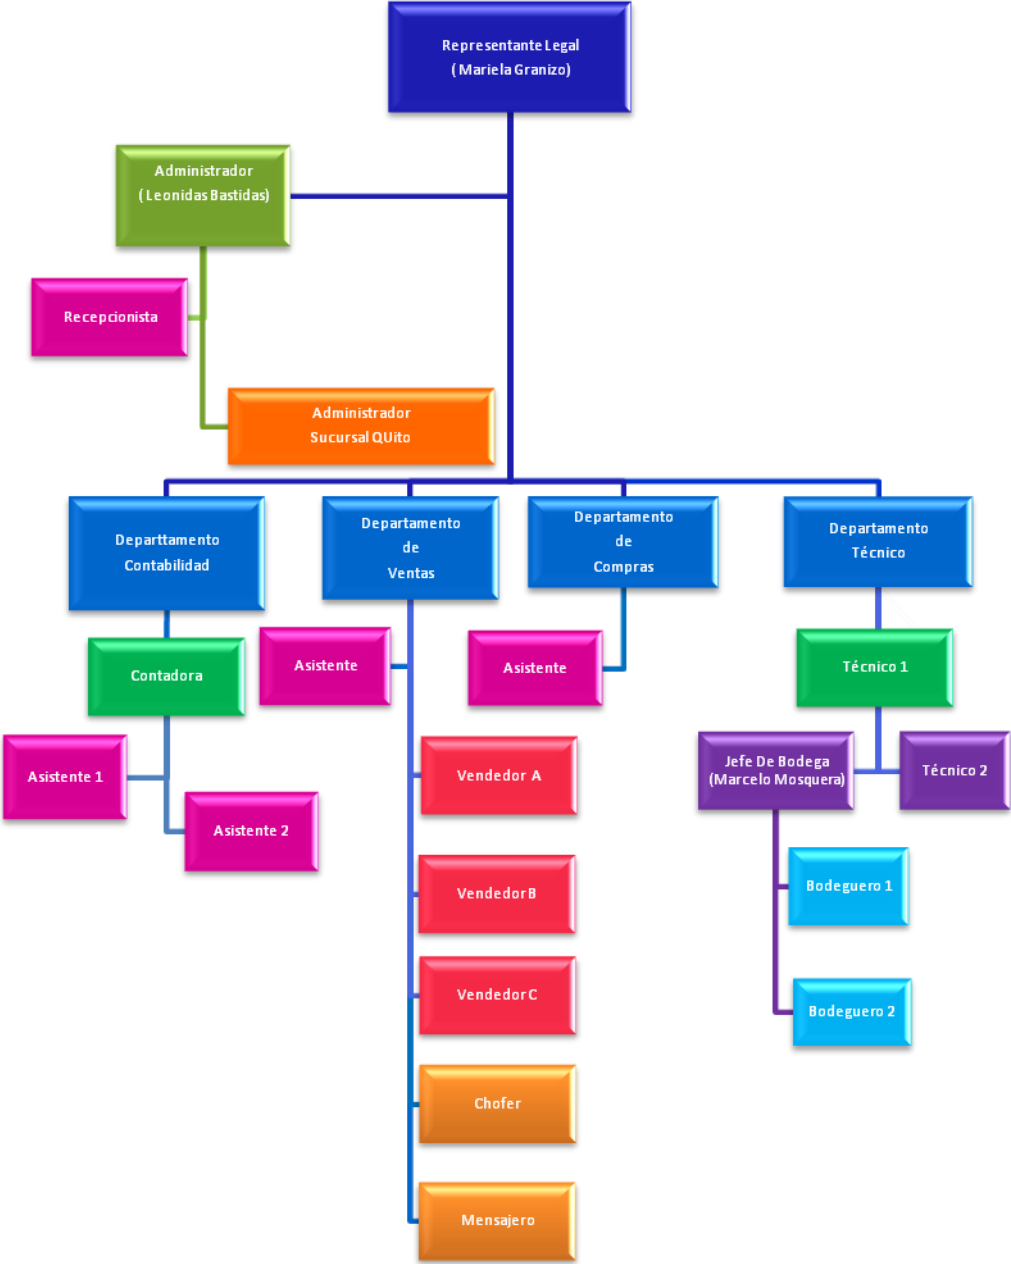 Representante Legal
( Mariela Granizo)
Administrador
( Leonidas Bastidas)
Recepcionista
Administrador
Sucursal QUito
Departtamento
Contabilidad
Departamento
de
Ventas
Departamento
de
Compras
Departamento
Técnico
Contadora
Asistente
Asistente
Técnico 1
Asistente 1
Asistente 2
Vendedor A
Vendedor B
Vendedor C
Chofer
Mensajero
Jefe De Bodega
(Marcelo Mosquera)
Técnico 2
Bodeguero 1
Bodeguero 2